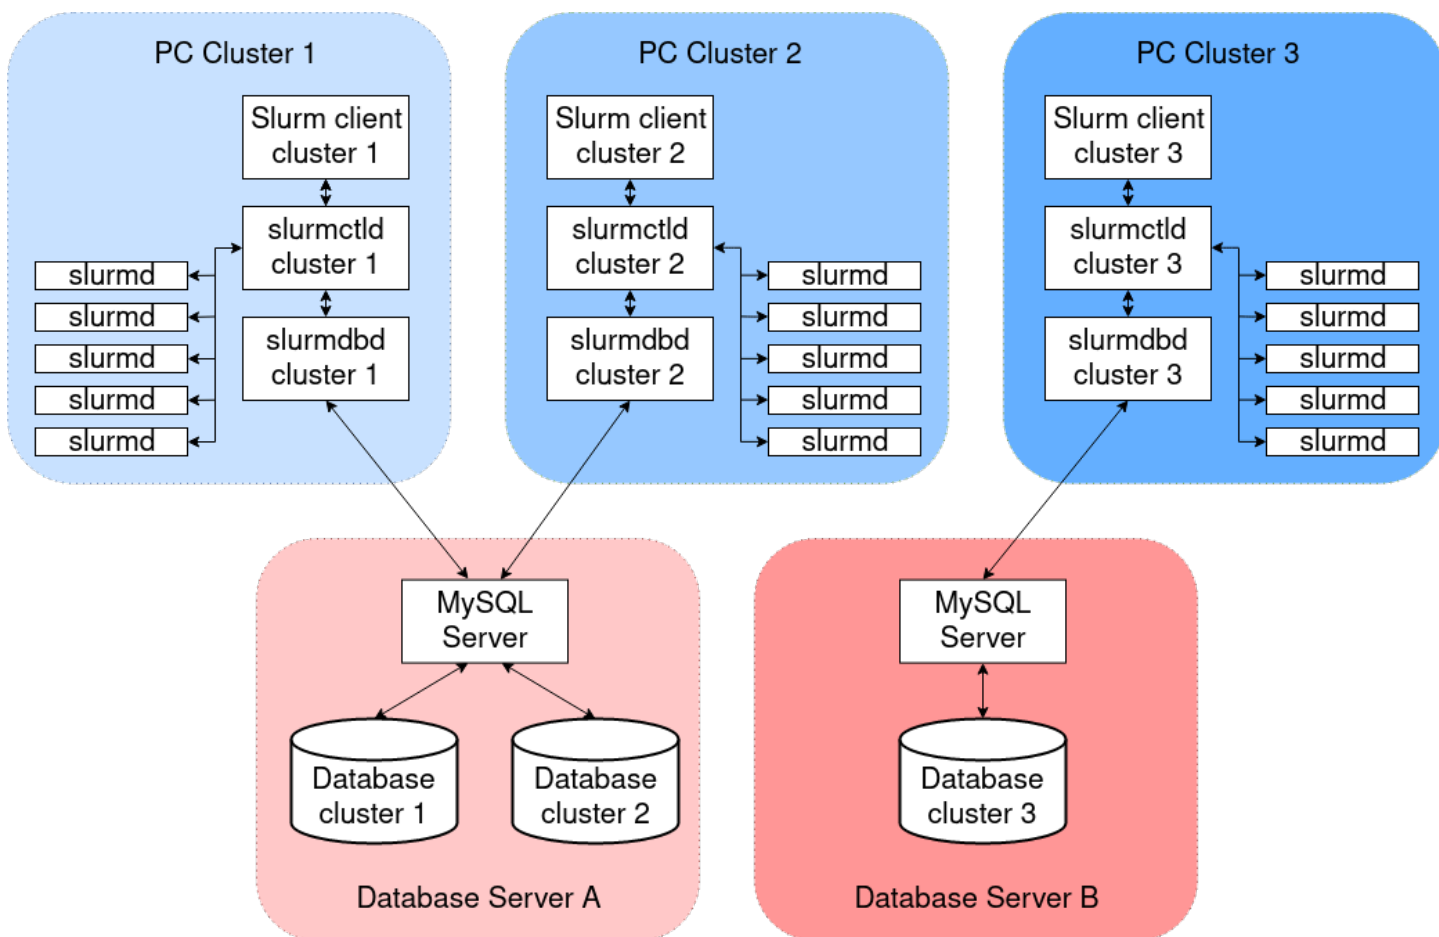 PC Cluster 1
Slurm client
cluster 1
slurmctld
cluster 1
slurmd
slurmd
slurmd
slurmd
slurmd
slurmdbd
cluster 1
PC Cluster 2
Slurm client
cluster 2
slurmctld
cluster 2
slurmd
slurmd
slurmd
slurmd
slurmd
slurmdbd
cluster 2
PC Cluster 3
Slurm client
cluster 3
slurmctld
cluster 3
slurmd
slurmd
slurmd
slurmd
slurmd
slurmdbd
cluster 3
MySQL
Server
Database
cluster 1
Database
cluster 2
Database Server A
MySQL
Server
Database
cluster 3
Database Server B